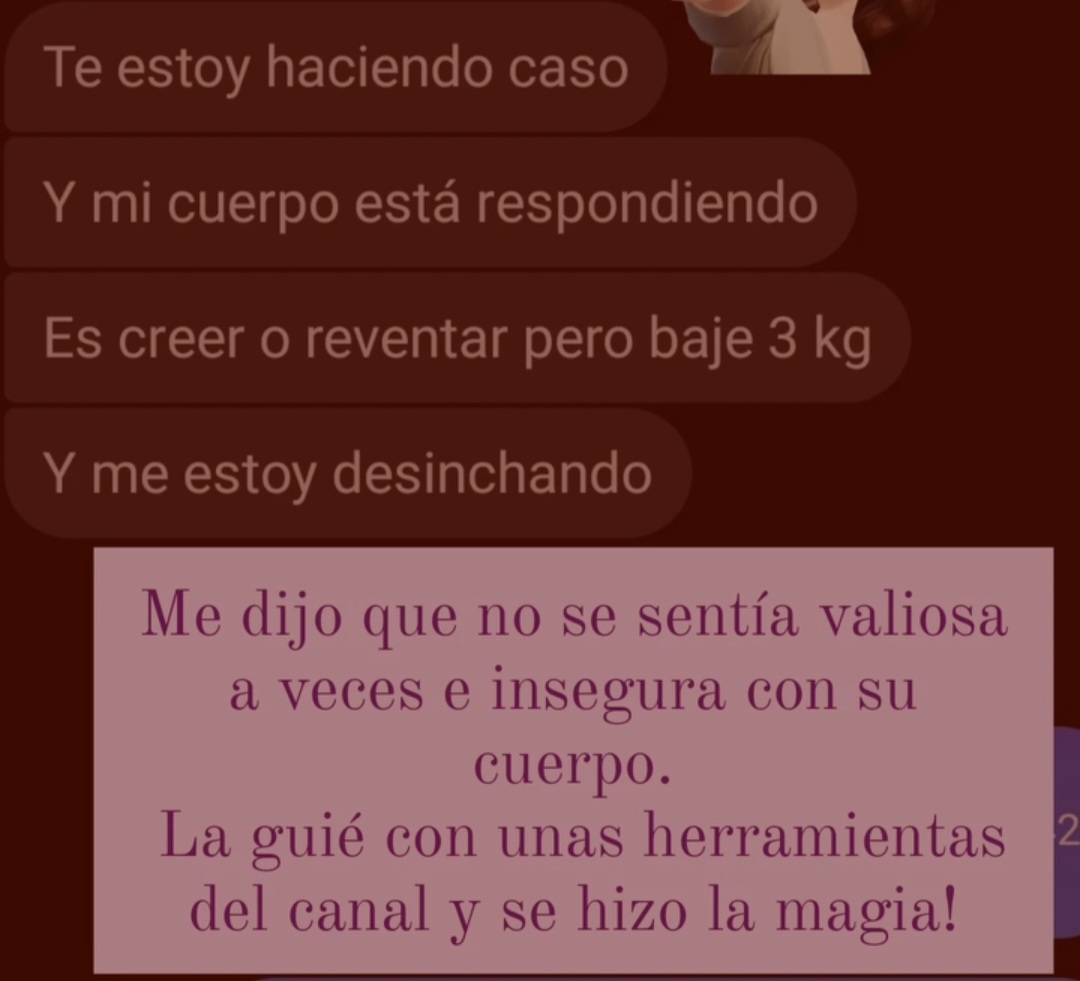 Te estoy haciendo caso
Y mi cuerpo está respondiendo
Es creer o reventar pero baje 3 kg
Y me estoy desinchando
Me dijo que no se sentía valiosa
a veces e insegura con su
cuerpo.
La guié con unas herramientas
del canal y se hizo la magia!
2